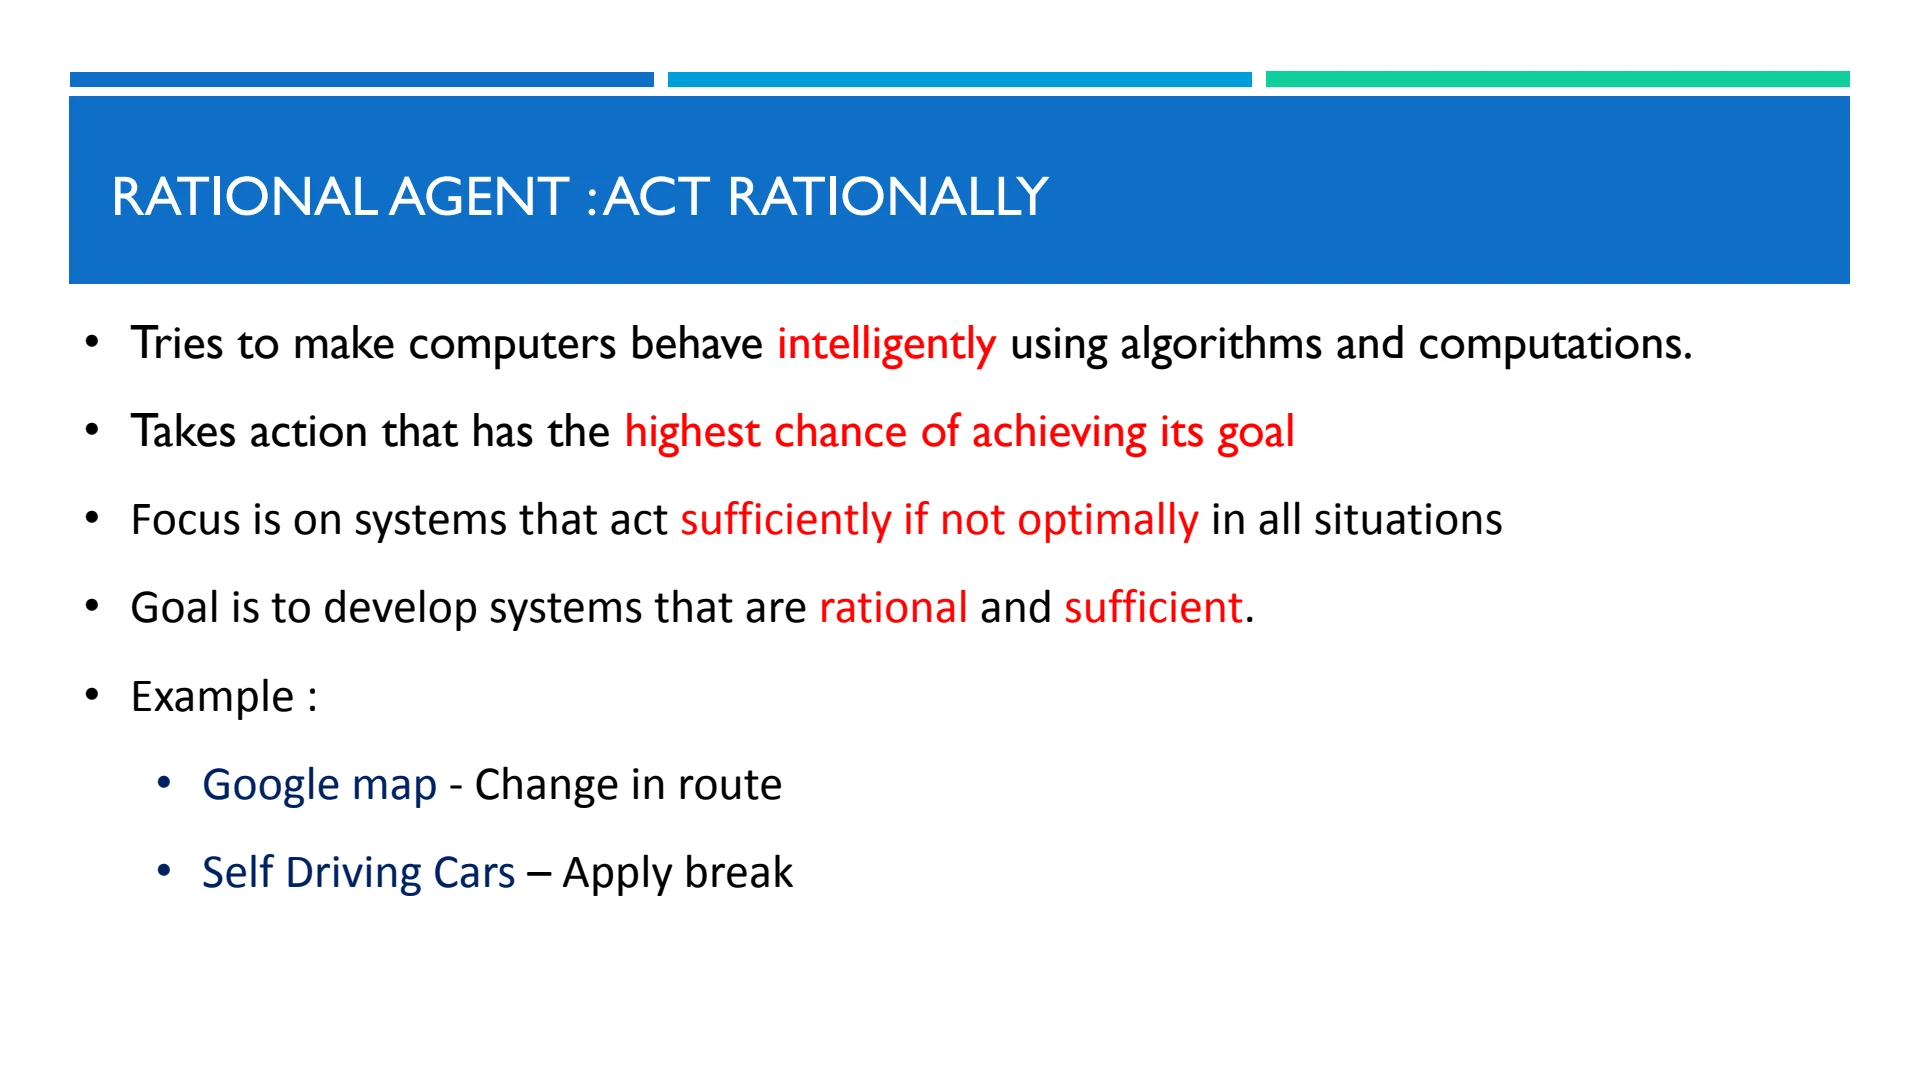 RATIONAL AGENT : ACT RATIONALLY
• Tries to make computers behave intelligently using algorithms and computations.
• Takes action that has the highest chance of achieving its goal
• Focus is on systems that act sufficiently if not optimally in all situations
• Goal is to develop systems that are rational and sufficient.
• Example :
• Google map - Change in route
• Self Driving Cars – Apply break